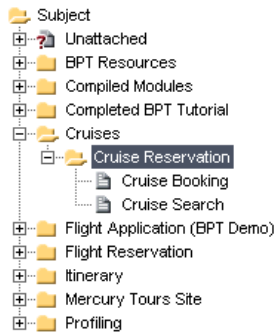 Subject
Unattached
BPT Resources
Compiled Modules
Completed BPT Tutorial
Cruises
Cruise Reservation
Cruise Booking
Cruise Search
Flight Application (BPT Demo)
Flight Reservation
Itinerary
Mercury Tours Site
Profiling